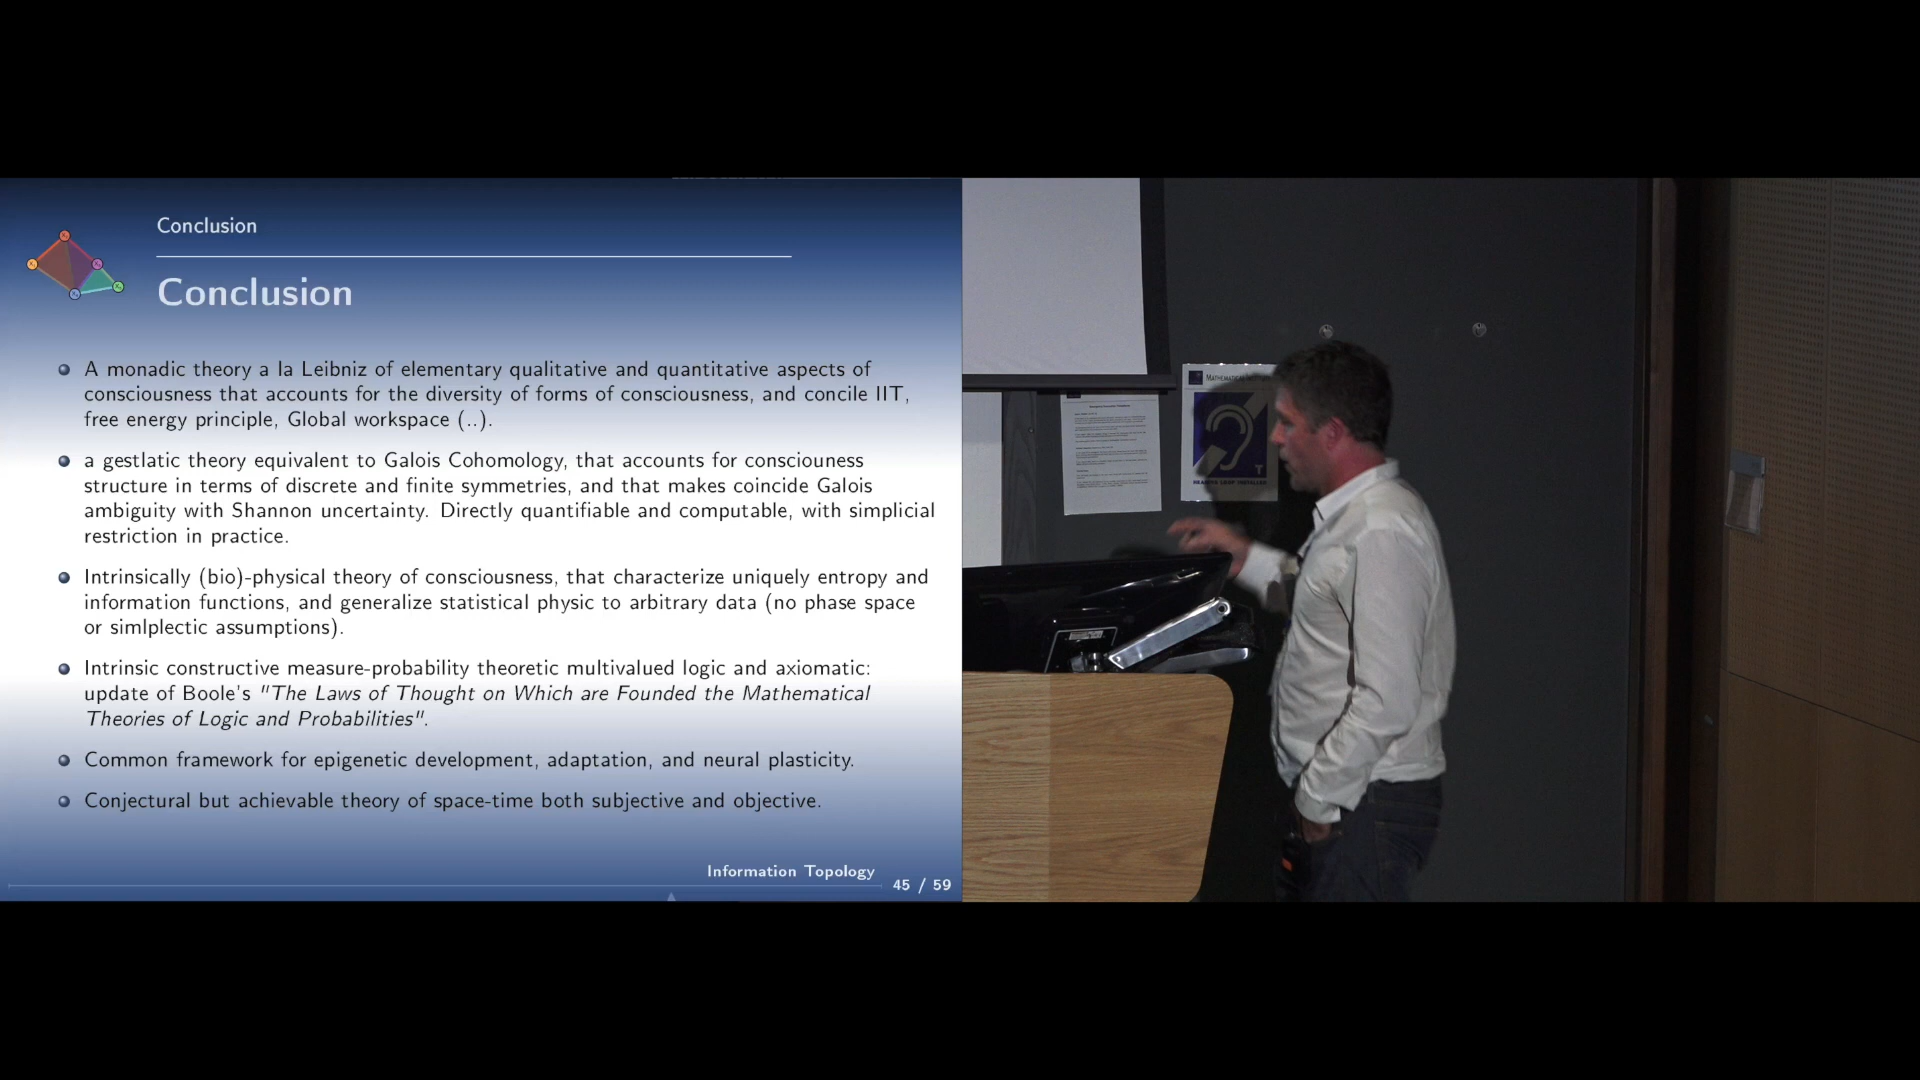 Conclusion
Conclusion
A monadic theory a la Leibniz of elementary qualitative and quantitative aspects of
consciousness that accounts for the diversity of forms of consciousness, and concile IIT,
free energy principle, Global workspace (..).
a gestlatic theory equivalent to Galois Cohomology, that accounts for consciouness
structure in terms of discrete and finite symmetries, and that makes coincide Galois
ambiguity with Shannon uncertainty. Directly quantifiable and computable, with simplicial
restriction in practice.
Intrinsically (bio)-physical theory of consciousness, that characterize uniquely entropy and
information functions, and generalize statistical physic to arbitrary data (no phase space
or simlplectic assumptions).
Intrinsic constructive measure-probability theoretic multivalued logic and axiomatic:
update of Boole's "The Laws of Thought on Which are Founded the Mathematical
Theories of Logic and Probabilities".
Common framework for epigenetic development, adaptation, and neural plasticity.
Conjectural but achievable theory of space-time both subjective and objective.
Information Topology
45 / 59
T